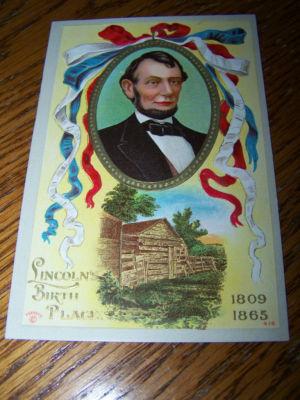 LINCOLN'S
BIRTH
PLACE
1809
1865